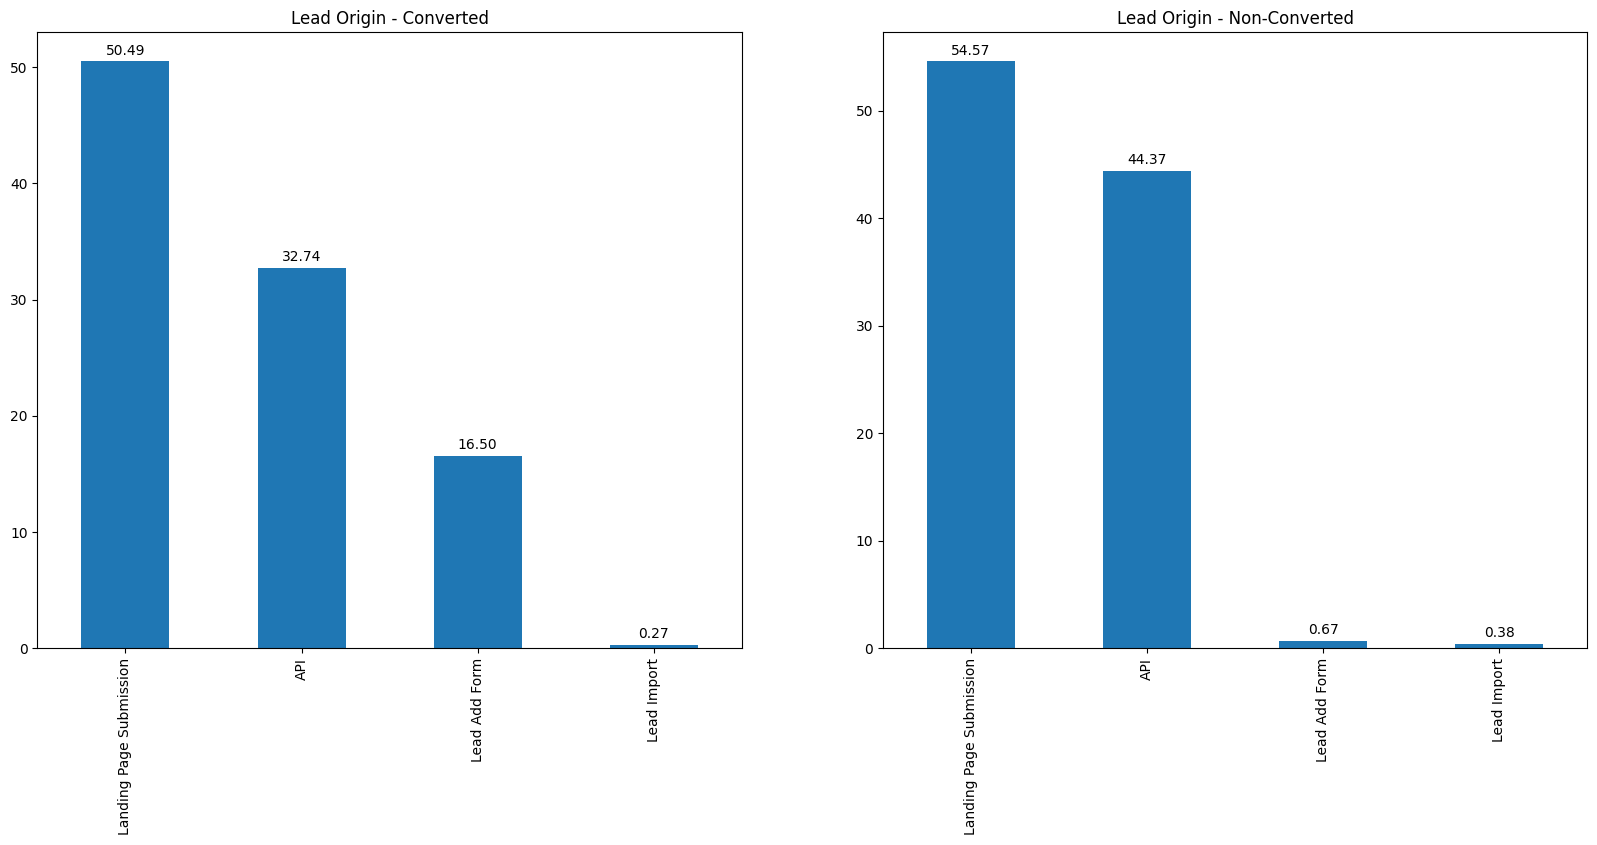 Lead Origin - Converted
50
40
30
20
10
0
50.49
32.74
16.50
0.27
Landing Page Submission
API
Lead Add Form
Lead Import
Lead Origin - Non-Converted
50
40
30
20
10
0
54.57
44.37
0.67
0.38
Landing Page Submission
API
Lead Add Form
Lead Import